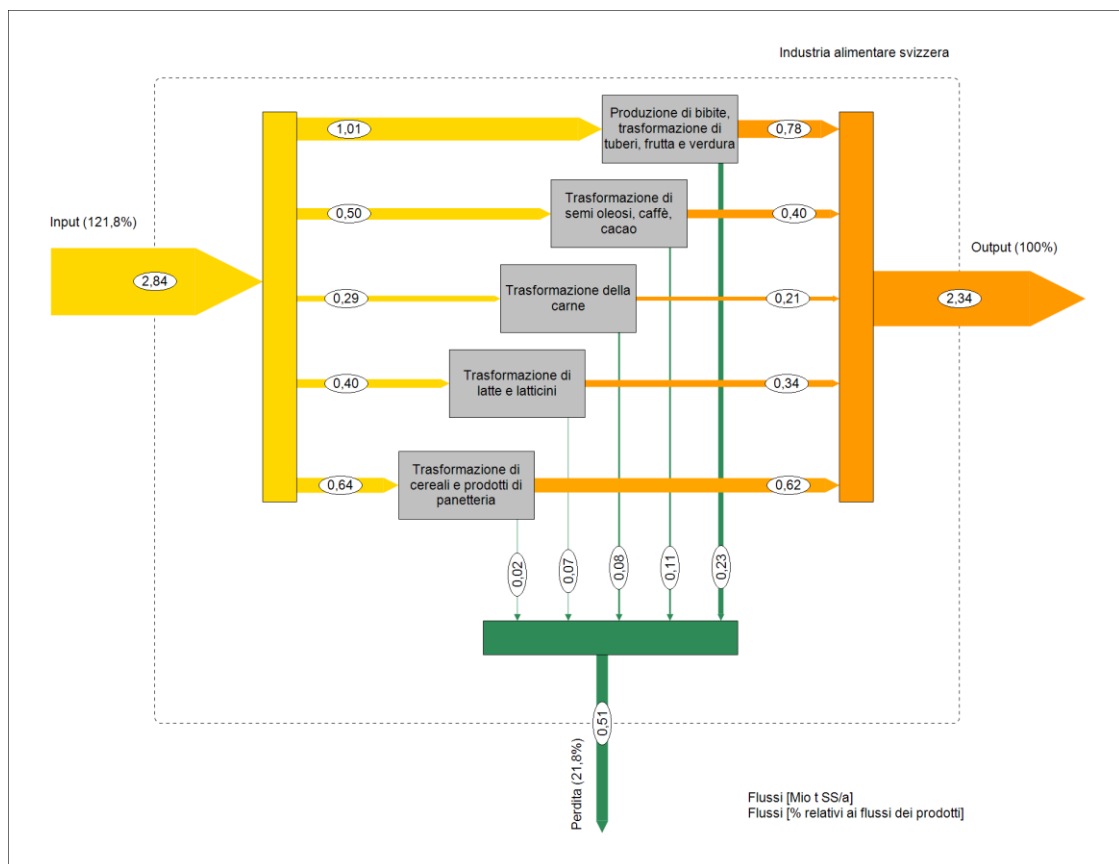 Industria alimentare svizzera
Produzione di bibite,
trasformazione di
tuberi, frutta e verdura
1,01
0,78
Trasformazione di
semi oleosi, caffè,
cacao
0,50
0,40
Input (121,8%)
Output (100%)
2,84
Trasformazione della
carne
0,29
0,21
2,34
Trasformazione di
latte e latticini
0,40
0,34
Trasformazione di
cereali e prodotti di
panetteria
0,64
0,62
0,02
0,07
0,08
0,11
0,23
0,51
Perdita (21,8%)
Flussi [Mio t SS/a]
Flussi [% relativi ai flussi dei prodotti]